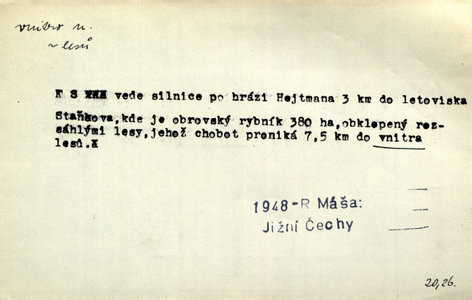 vnitro n.
~ lesů
K S XXX vede silnice po hrázi Hejtmana 3 km do letoviska
Staňkova,kde je obrovský rybník 380 ha,obklopený roz-
sáhlými lesy,jehož chobot proniká 7,5 km do vnitra
lesů.X
1948-R Máša:
Jižní Čechy
20,26.